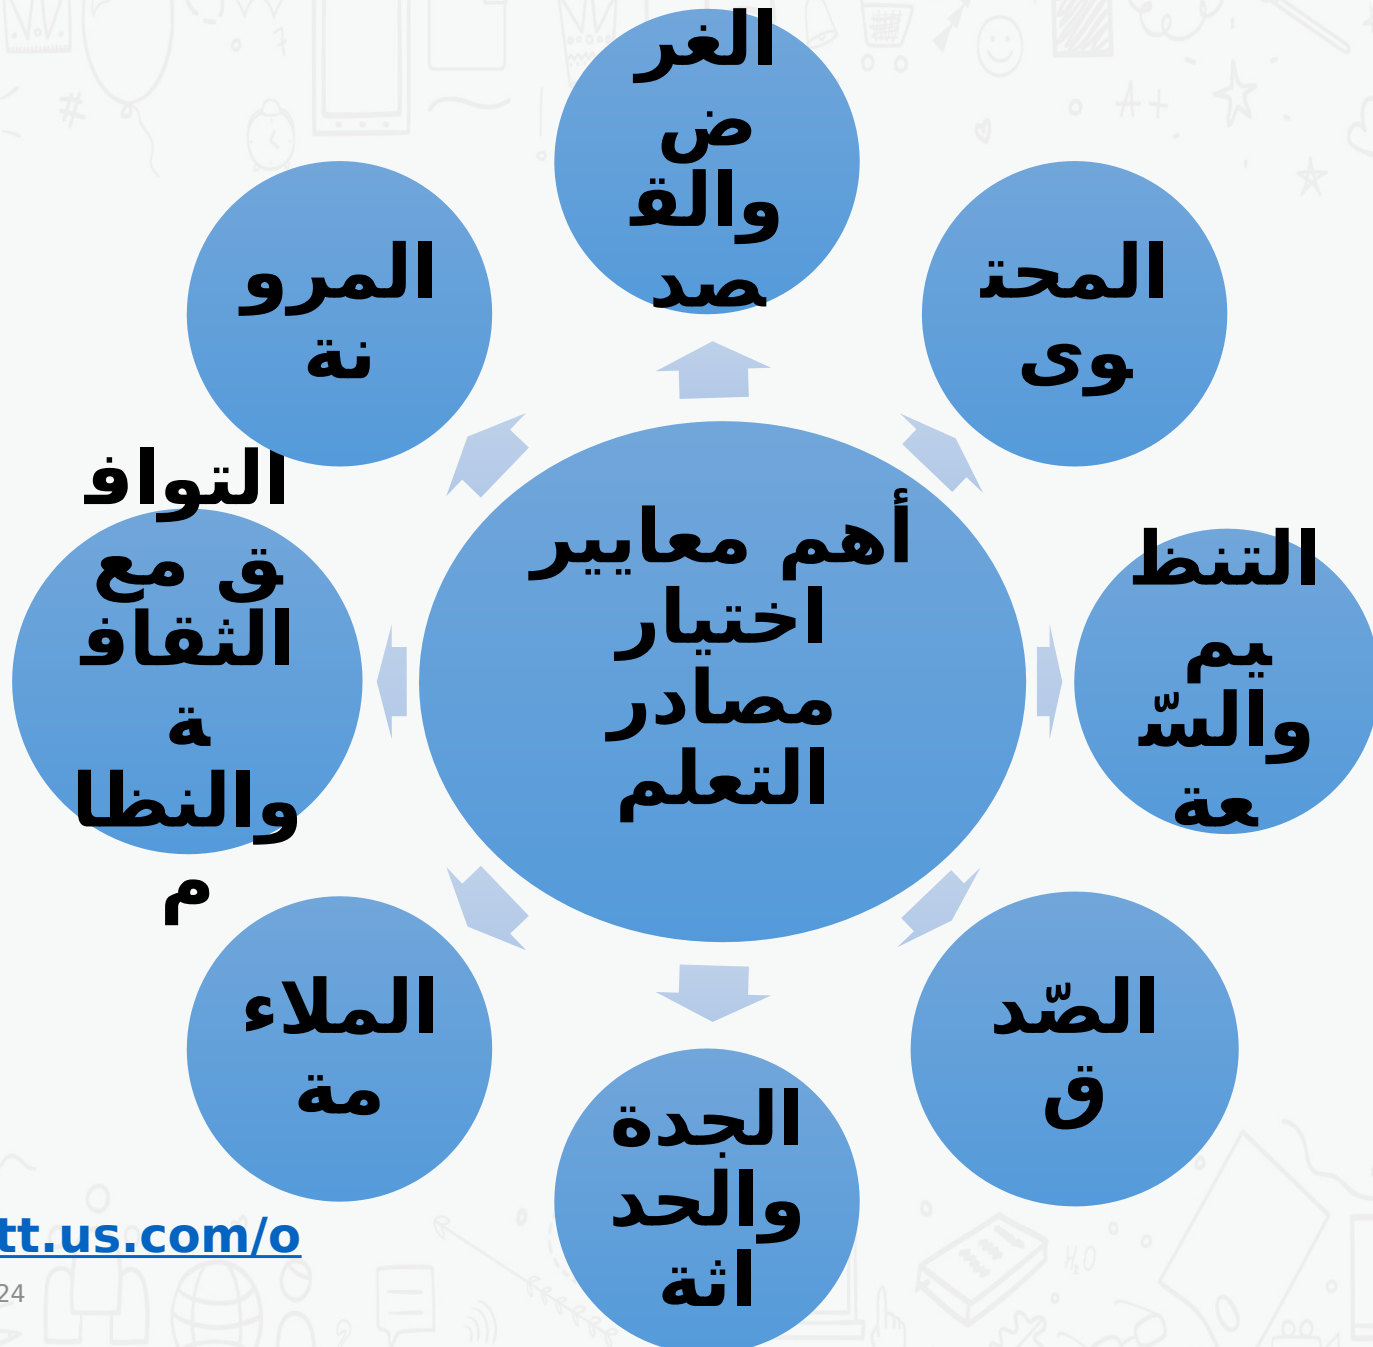 الغر
ض
والق
صد
المحت
وى
التنظ
يم
والسّ
عة
الصّد
ق
الجدة
والحد
اثة
الملاء
مة
التواف
ق مع
الثقاف
ة
والنظا
م
المرو
نة
أهم معايير
اختيار
مصادر
التعلم
tt.us.com/o
24